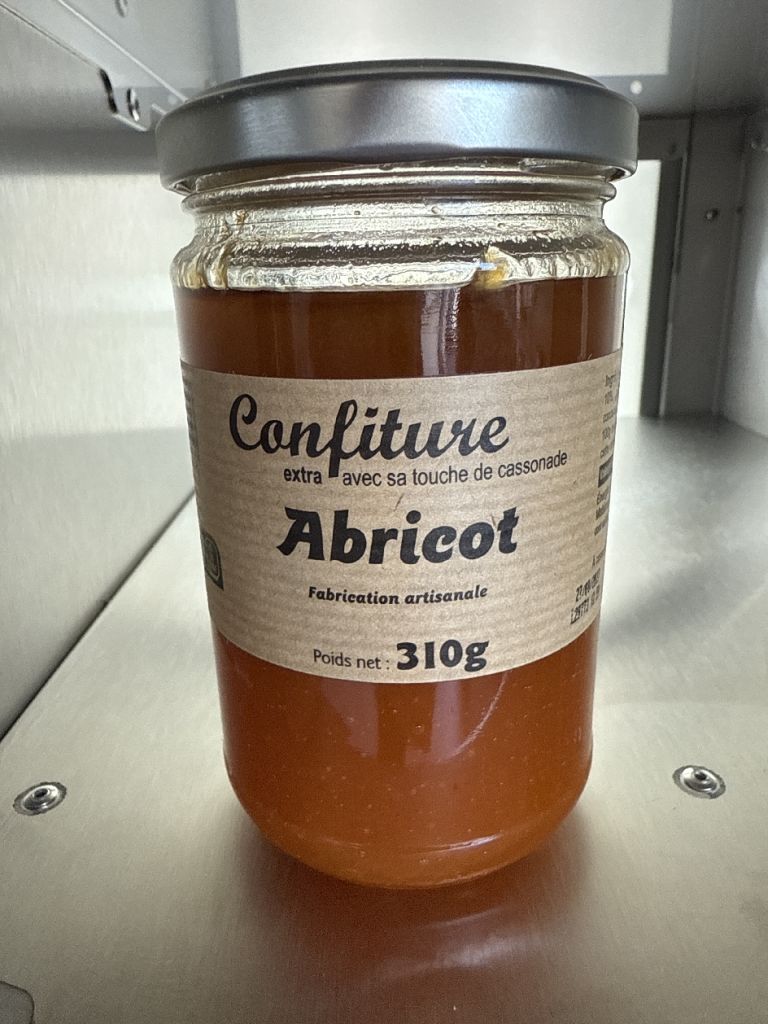 Confiture
extra avec sa touche de cassonade
Abricot
Fabrication artisanale
Poids net : 310g